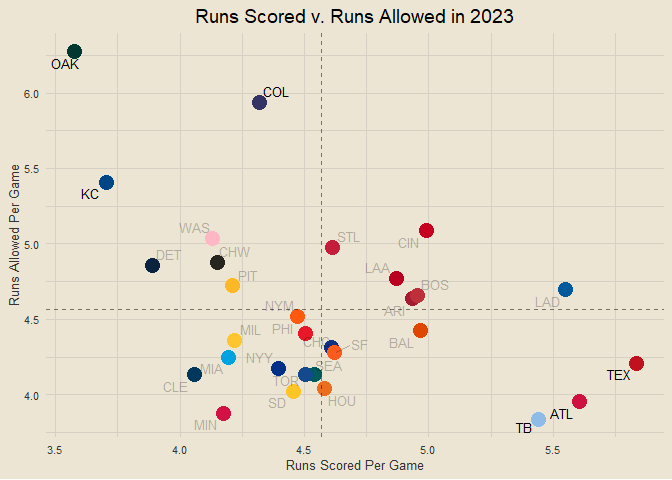 Runs Scored v. Runs Allowed in 2023
OAK
6.0
COL
5.5
KC
WAS
STL
CIN
5.0
DET
CHW
LAA
PIT
BOS
LAD
NYM
ARI
4.5
PHI
MIL
CHC
SF
BAL
MIA
NYY
SEA
TEX
CLE
TOR
4.0
SD
HOU
ATL
MIN
TB
3.5
4.0
4.5
5.0
5.5
Runs Scored Per Game
Runs Allowed Per Game